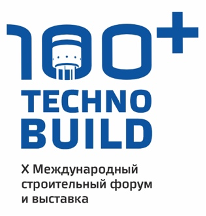 100+
TECHNO
BUILD
X Международный
строительный форум
и выставка